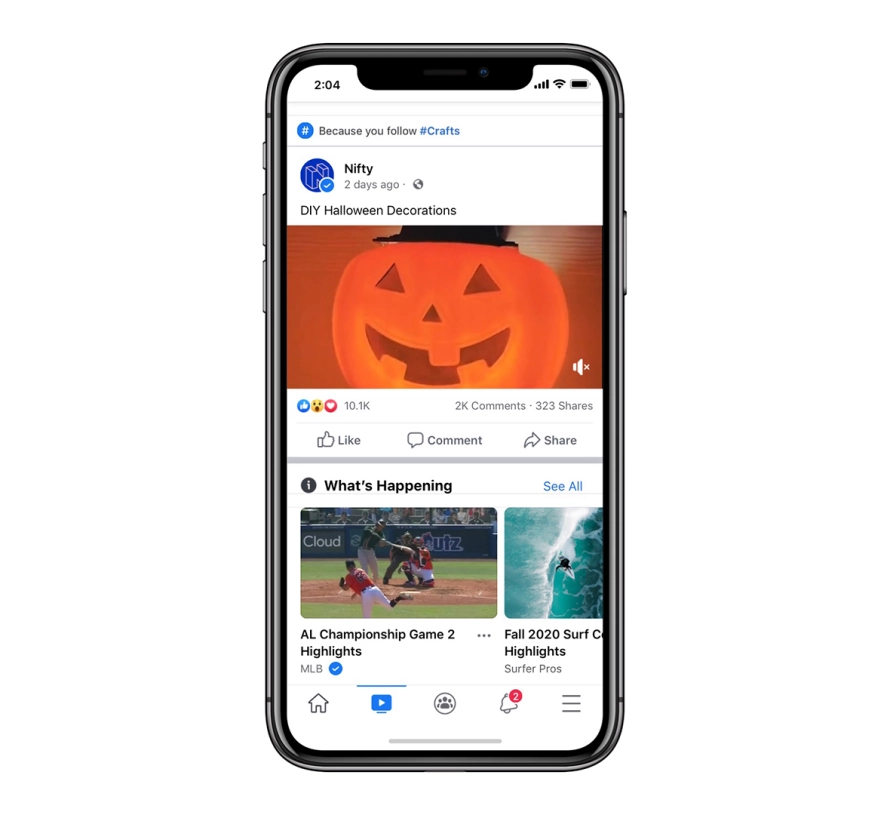 2:04
Because you follow #Crafts
Nifty
2 days ago ·
DIY Halloween Decorations
10.1K 2K Comments · 323 Shares
Like Comment Share
What’s Happening See All
Cloud utz
AL Championship Game 2 Highlights
MLB
Fall 2020 Surf
Highlights
Surfer Pros
2